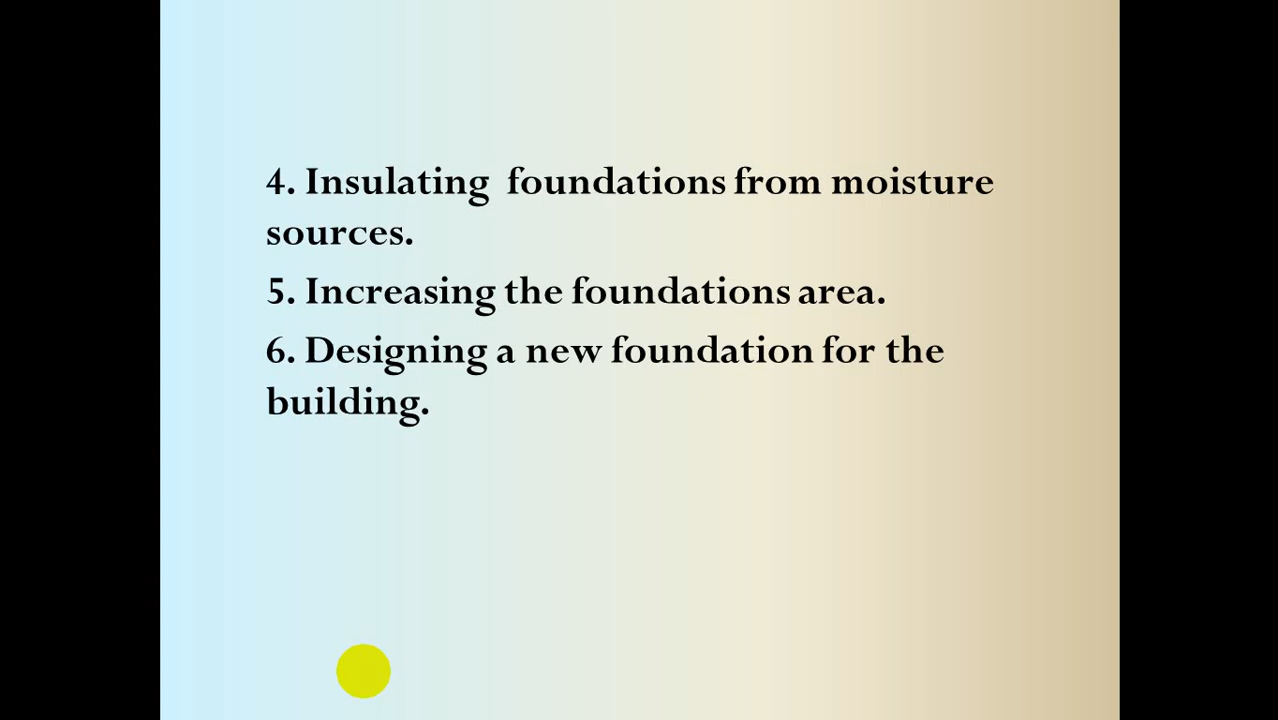 4. Insulating  foundations from moisture
sources.
5. Increasing the foundations area.
6. Designing a new foundation for the
building.